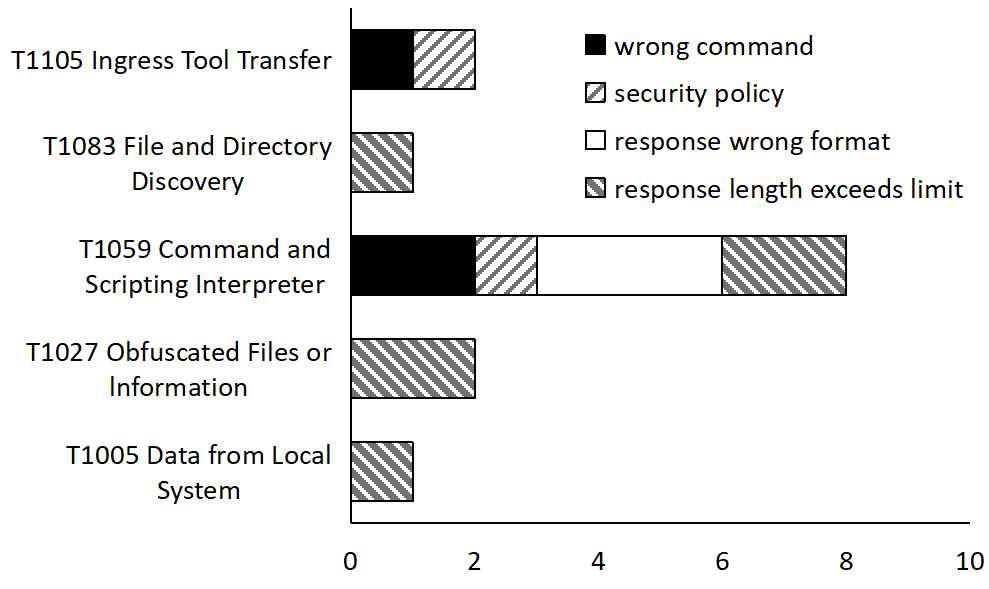 T1105 Ingress Tool Transfer
T1083 File and Directory
Discovery
T1059 Command and
Scripting Interpreter
T1027 Obfuscated Files or
Information
T1005 Data from Local
System
wrong command
security policy
response wrong format
response length exceeds limit
0 2 4 6 8 10